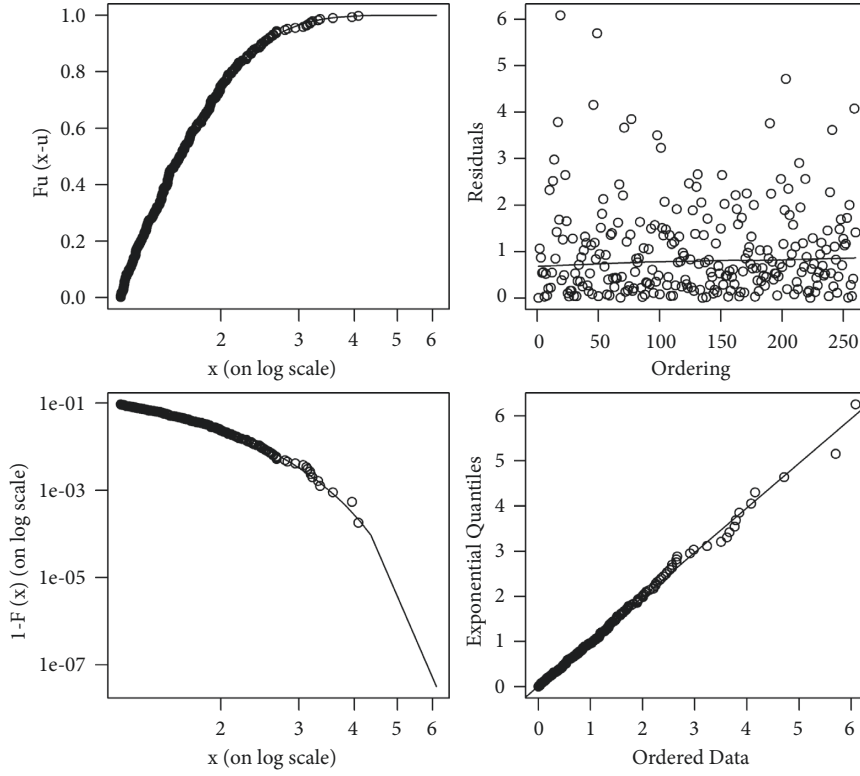 Fu (x-u)
1.0
0.8
0.6
0.4
0.2
0.0
2 3 4 5 6
x (on log scale)
Residuals
6
5
4
3
2
1
0
0 50 100 150 200 250
Ordering
1-F (x) (on log scale)
1e-01
1e-03
1e-05
1e-07
2 3 4 5 6
x (on log scale)
Exponential Quantiles
6
5
4
3
2
1
0
0 1 2 3 4 5 6
Ordered Data